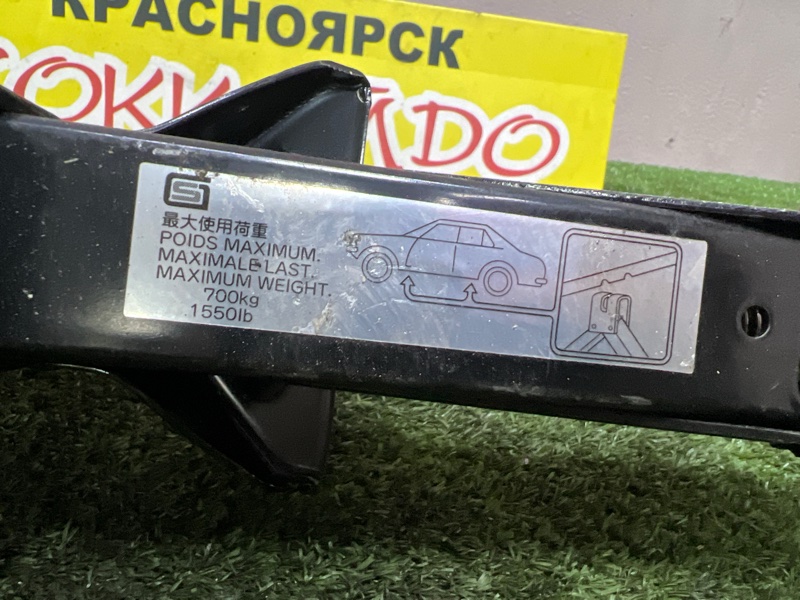 КРАСНОЯРСК
最大使用荷重
POIDS MAXIMUM.
MAXIMALE LAST.
MAXIMUM WEIGHT.
700kg
1550lb